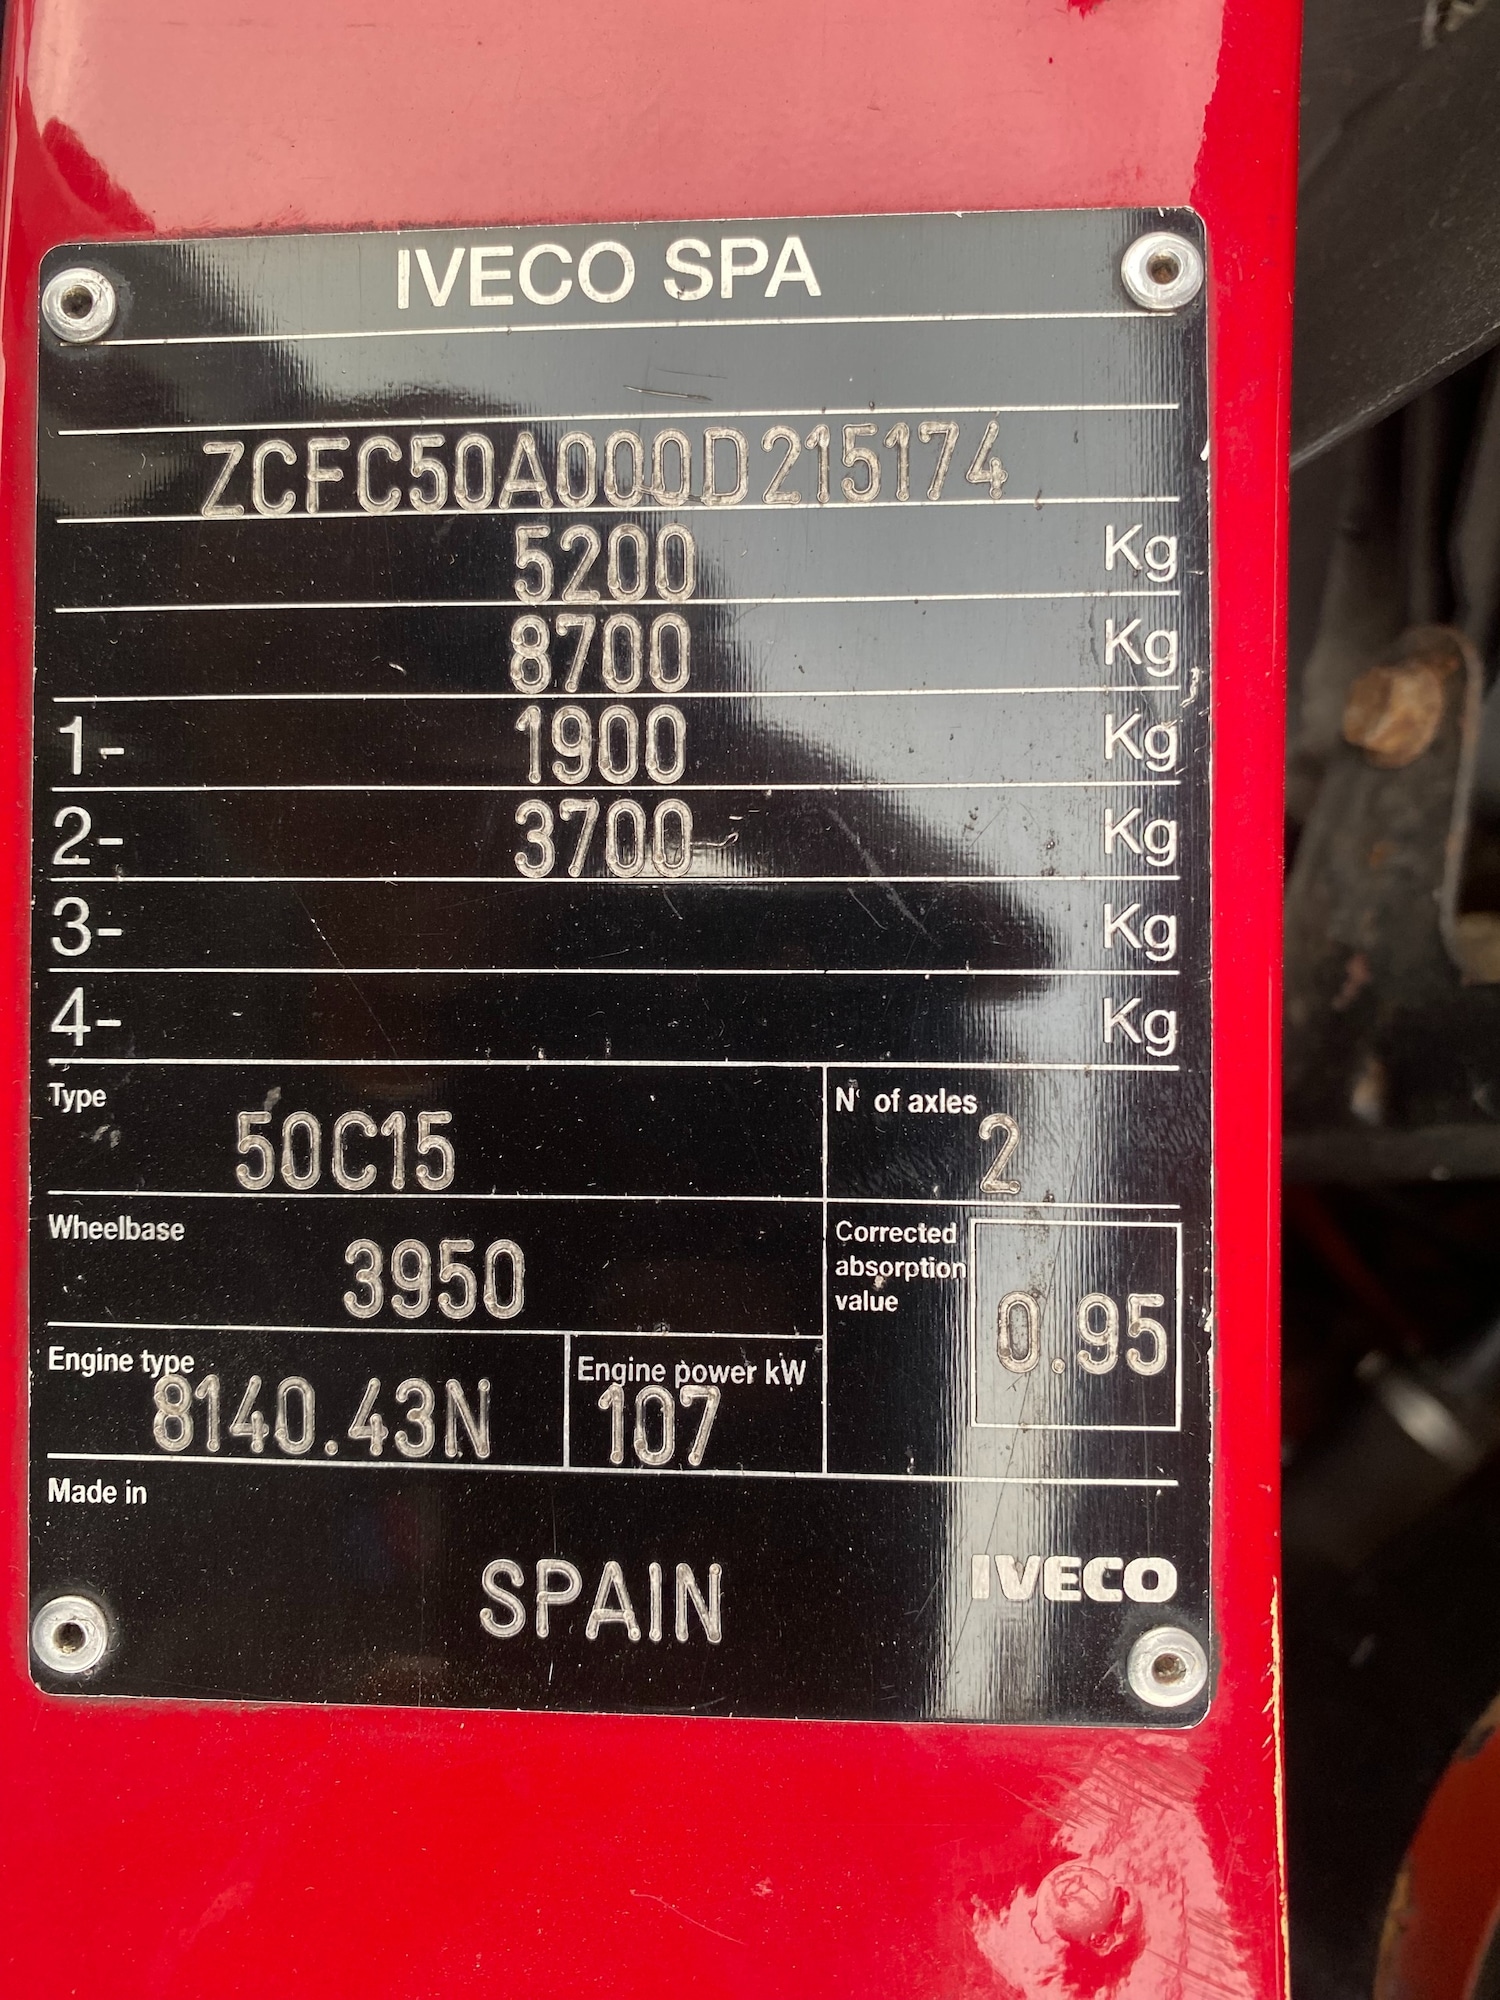 IVECO SPA
ZCFC50A000D215174
5200 Kg
8700 Kg
1- 1900 Kg
2- 3700 Kg
3- Kg
4- Kg
Type N° of axles
50C15 2
Wheelbase Corrected
absorption
value
3950 0.95
Engine type Engine power kW
8140.43N 107
Made in
SPAIN IVECO